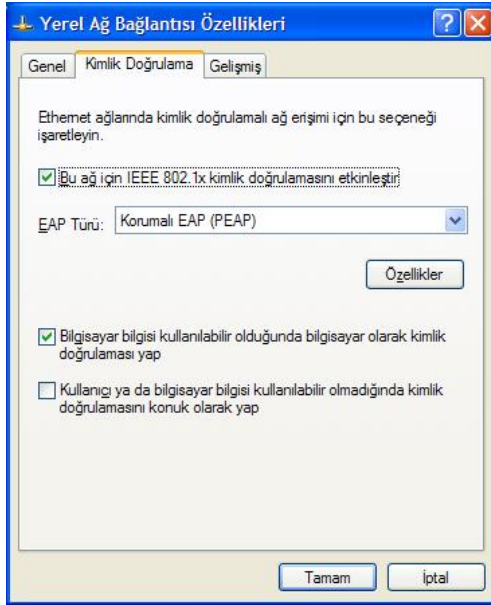 Yerel Ağ Bağlantısı Özellikleri
Genel Kimlik Doğrulama Gelişmiş
Ethernet ağlarında kimlik doğrulamalı ağ erişimi için bu seçeneği
işaretleyin.
Bu ağ için IEEE 802.1x kimlik doğrulamasını etkinleştir
EAP Türü: Korumalı EAP (PEAP)
Özellikler
Bilgisayar bilgisi kullanılabilir olduğunda bilgisayar olarak kimlik
doğrulaması yap
Kullanıcı ya da bilgisayar bilgisi kullanılabilir olmadığında kimlik
doğrulamasını konuk olarak yap
Tamam İptal